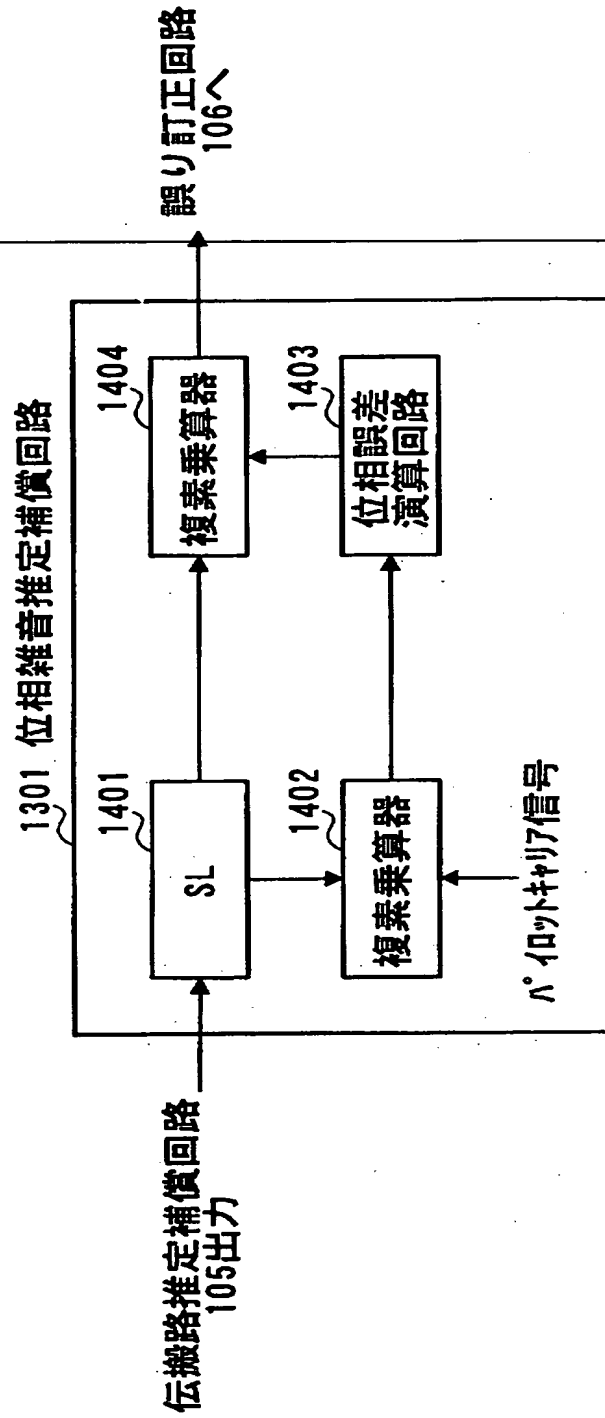 1301 位相雑音推定補償回路
伝搬路推定補償回路
105出力
1401
SL
1404
複素乗算器
誤り訂正回路
106へ
1402
複素乗算器
1403
位相誤差
演算回路
パイロットキャリア信号